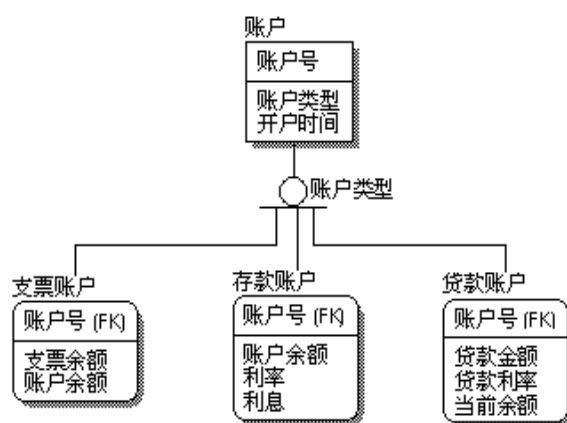 账户
账户号
账户类型
开户时间
账户类型
支票账户
账户号 (FK)
支票余额
账户余额
存款账户
账户号 (FK)
账户余额
利率
利息
贷款账户
账户号 (FK)
贷款金额
贷款利率
当前余额